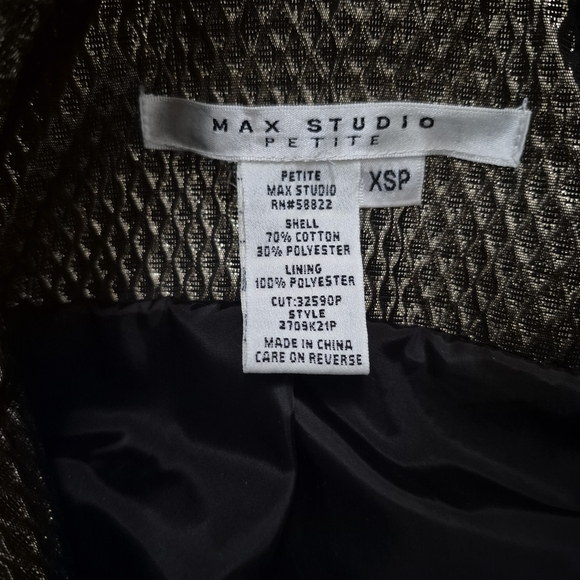 MAX STUDIO
PETITE
XSP
PETITE
MAX STUDIO
RN#58822
SHELL
70% COTTON
30% POLYESTER
LINING
100% POLYESTER
CUT:32590P
STYLE
2709K21P
MADE IN CHINA
CARE ON REVERSE